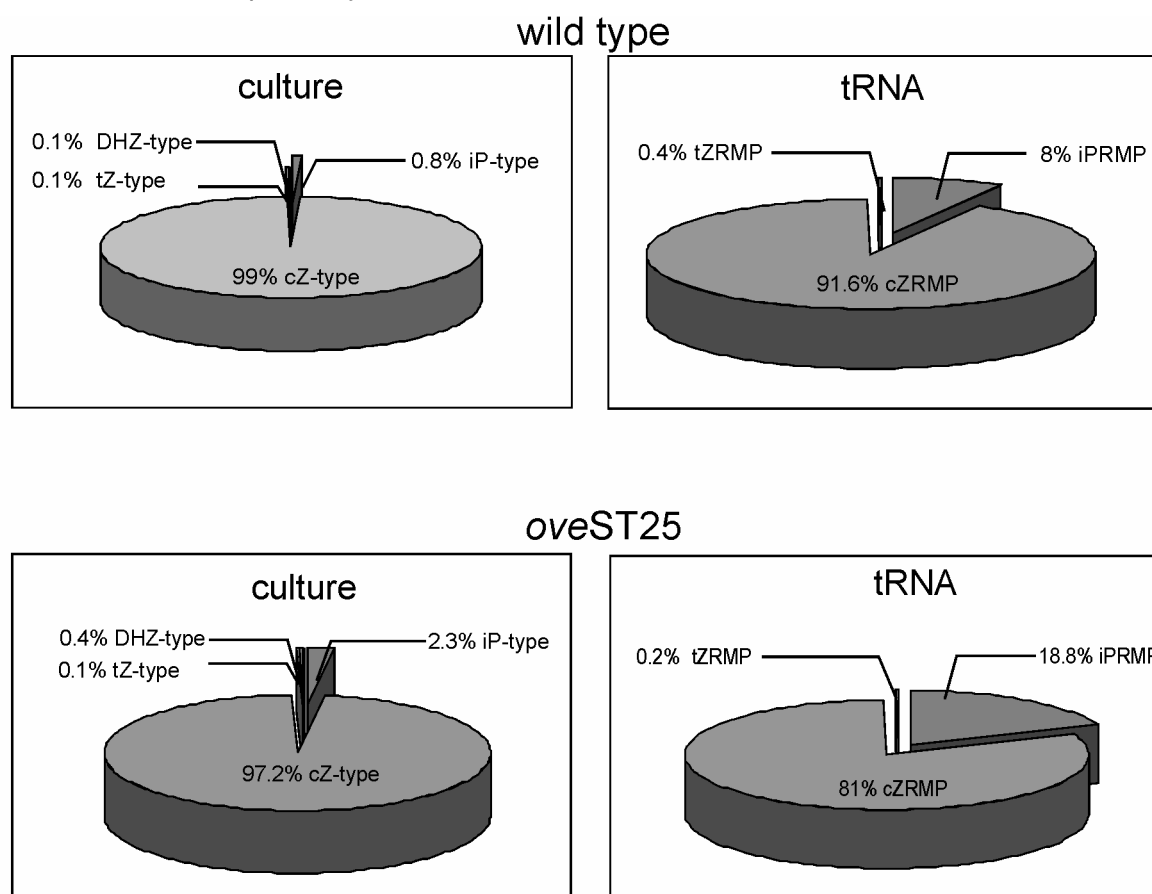 wild type
culture
0.1% DHZ-type
0.8% iP-type
0.1% tZ-type
99% cZ-type
tRNA
0.4% tZRMP
8% iPRMP
91.6% cZRMP
oveST25
culture
0.4% DHZ-type
2.3% iP-type
0.1% tZ-type
97.2% cZ-type
tRNA
0.2% tZRMP
18.8% iPRMP
81% cZRMP